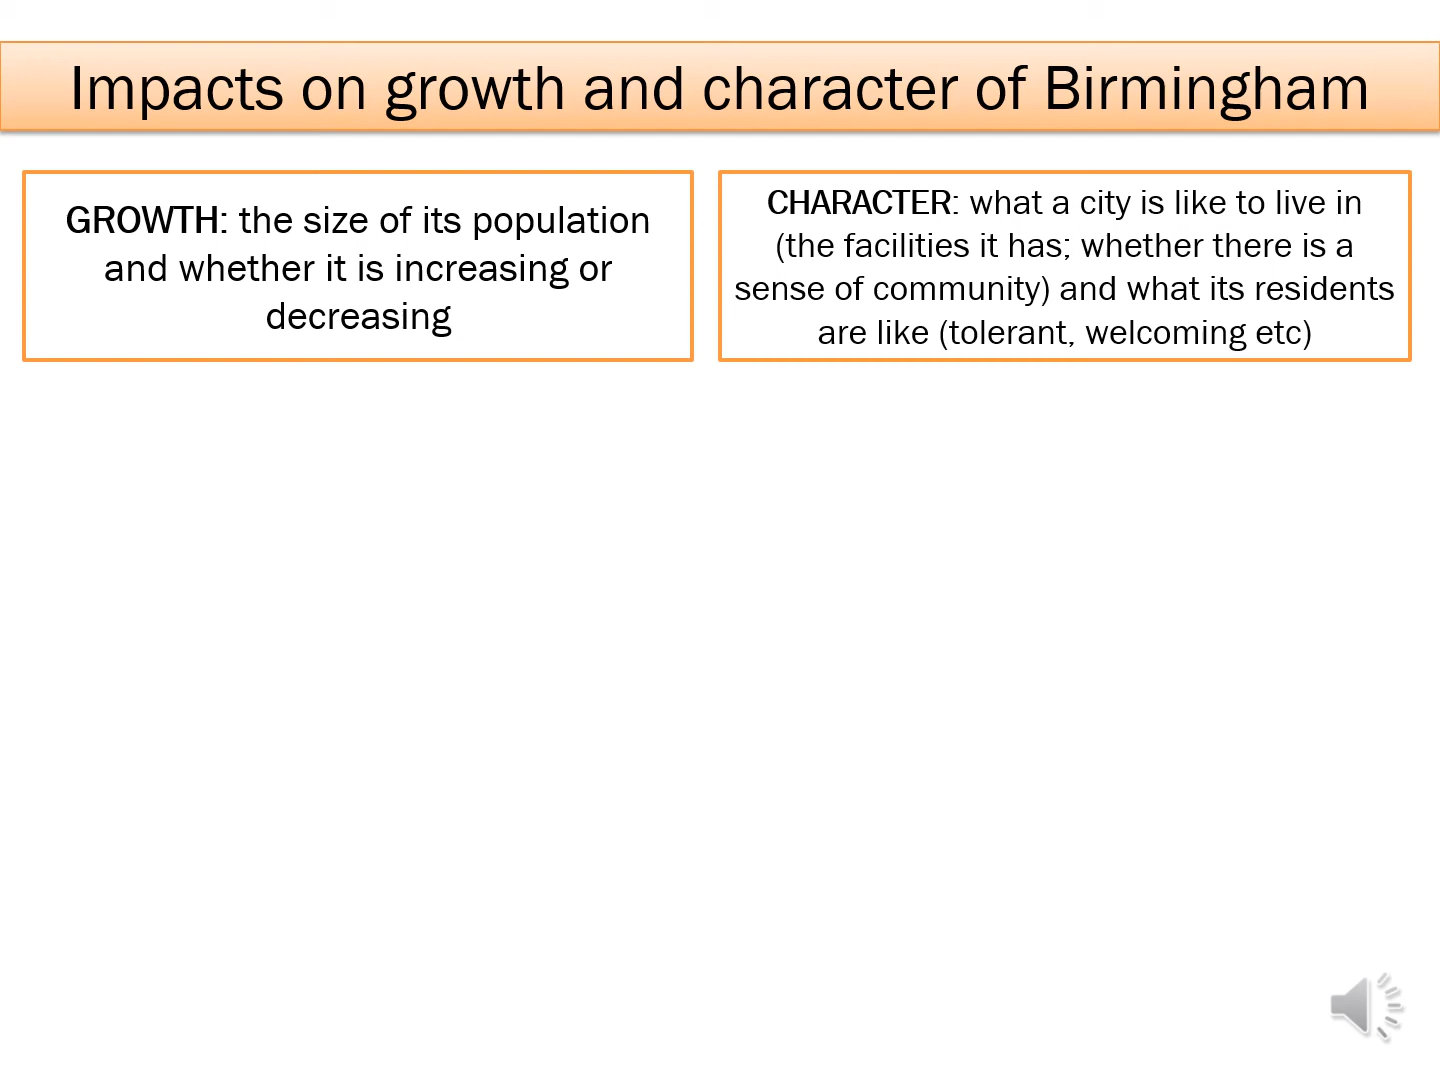 Impacts on growth and character of Birmingham
GROWTH: the size of its population
and whether it is increasing or
decreasing
CHARACTER: what a city is like to live in
(the facilities it has; whether there is a
sense of community) and what its residents
are like (tolerant, welcoming etc)